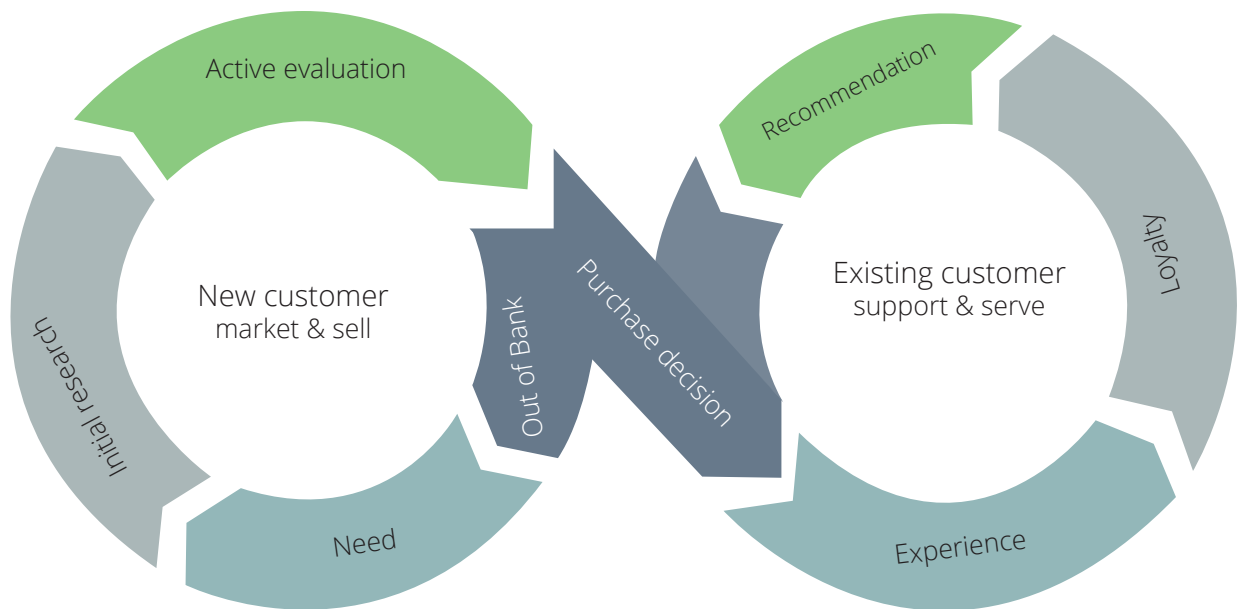 Active evaluation
Recommendation
New customer
market & sell
Existing customer
support & serve
Loyalty
Initial research
Out of Bank
Purchase decision
Need
Experience